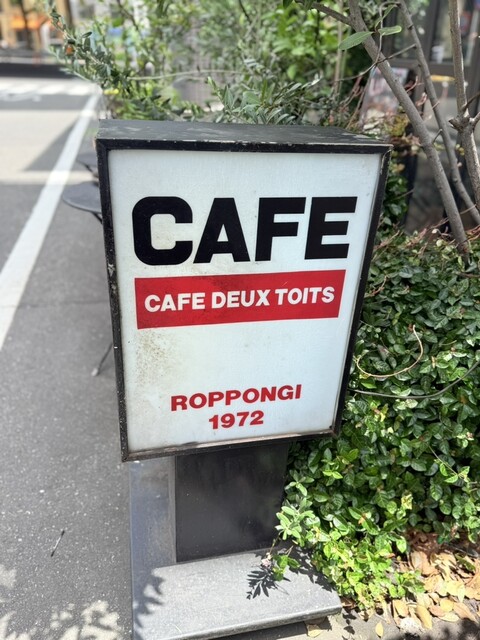 CAFE
CAFE DEUX TOITS
ROPPONGI
1972